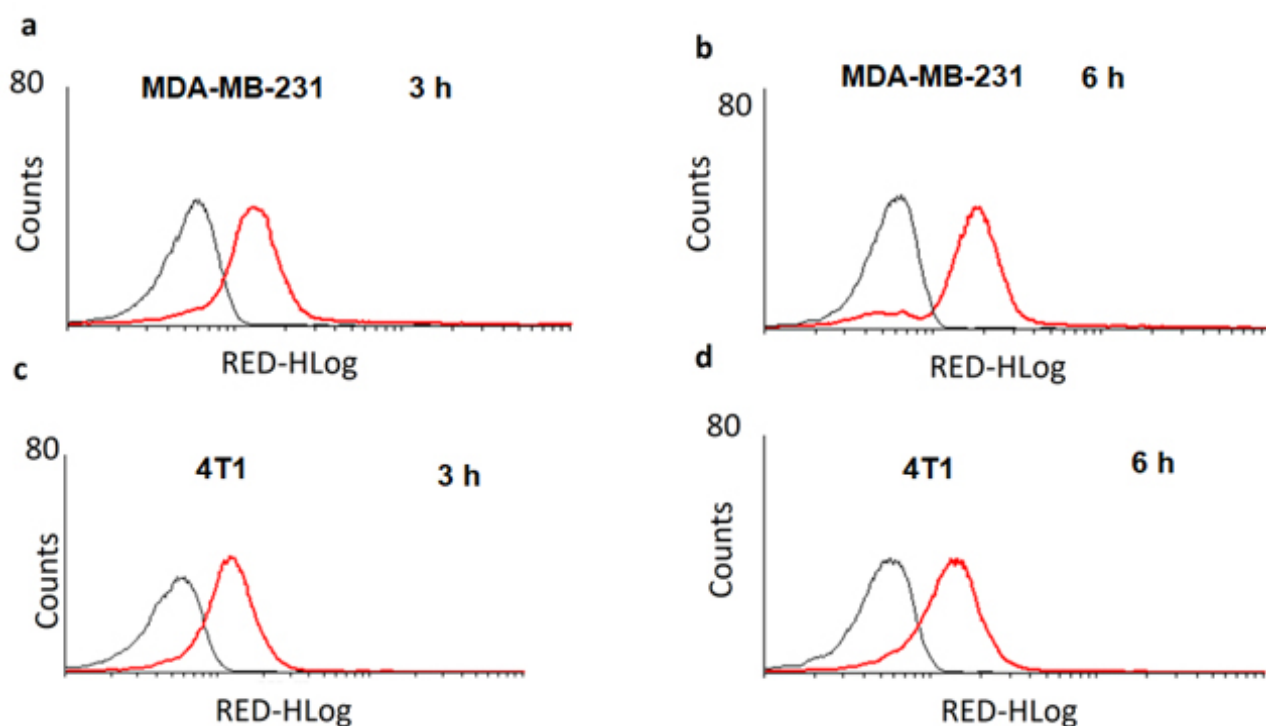 a
80
MDA-MB-231 3 h
Counts
RED-HLog
b
80
MDA-MB-231 6 h
Counts
RED-HLog
c
80
4T1 3 h
Counts
RED-HLog
d
80
4T1 6 h
Counts
RED-HLog